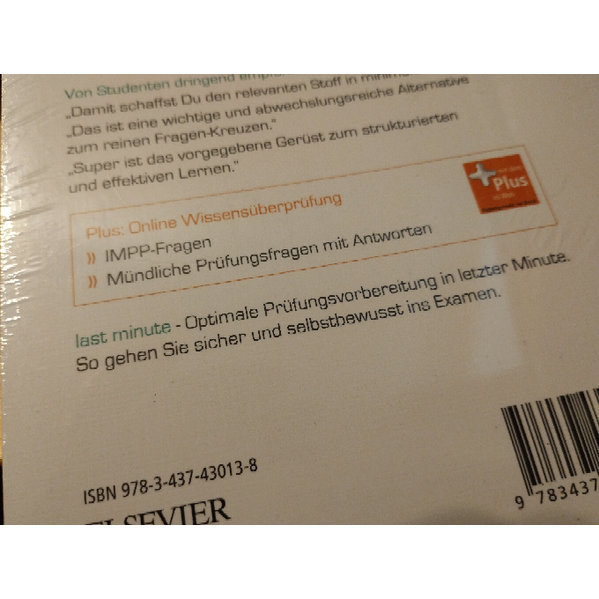 Von Studenten dringend
„Damit schaffst Du den relevanten Stoff in
„Das ist eine wichtige und abwechslungsreiche Alternative
zum reinen Fragen-Kreuzen.“
„Super ist das vorgegebene Gerüst zum strukturierten
und effektiven Lernen.“
Plus: Online Wissensüberprüfung
Plus
» IMPP-Fragen
» Mündliche Prüfungsfragen mit Antworten
last minute - Optimale Prüfungsvorbereitung in letzter Minute.
So gehen Sie sicher und selbstbewusst ins Examen.
ISBN 978-3-437-43013-8
ELSEVIER
9 783437